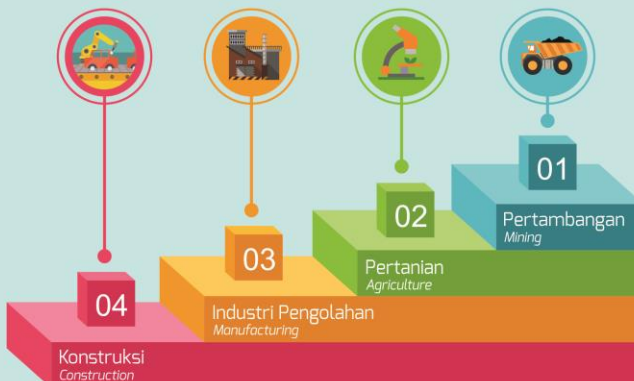 01
Pertambangan
Mining
02
Pertanian
Agriculture
03
Industri Pengolahan
Manufacturing
04
Konstruksi
Construction